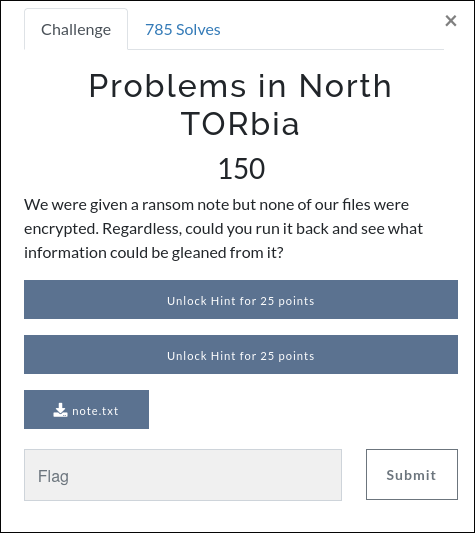 Challenge
785 Solves
×
Problems in North
TORbia
150
We were given a ransom note but none of our files were
encrypted. Regardless, could you run it back and see what
information could be gleaned from it?
Unlock Hint for 25 points
Unlock Hint for 25 points
note.txt
Flag
Submit